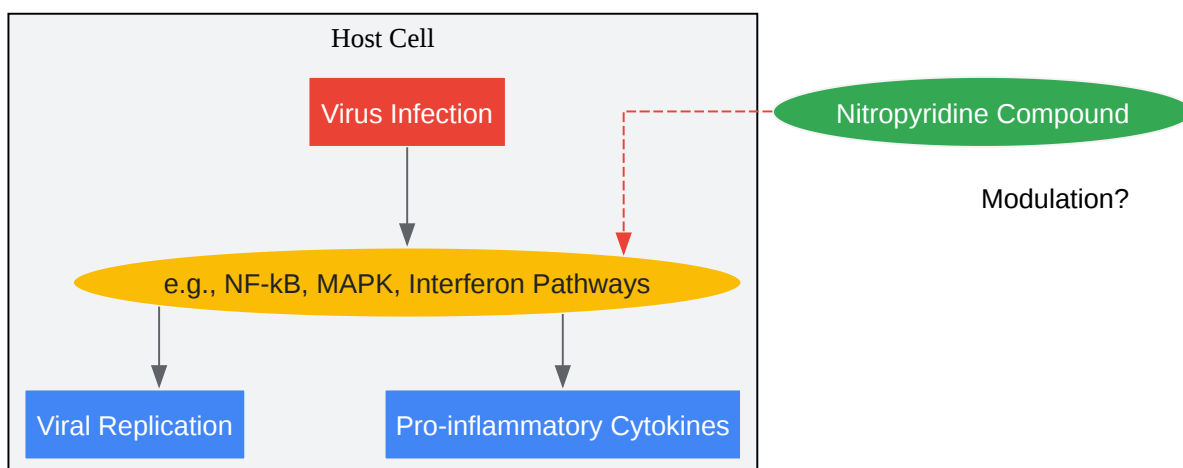 Host Cell
Virus Infection
Nitropyridine Compound
Modulation?
e.g., NF-kB, MAPK, Interferon Pathways
Viral Replication
Pro-inflammatory Cytokines